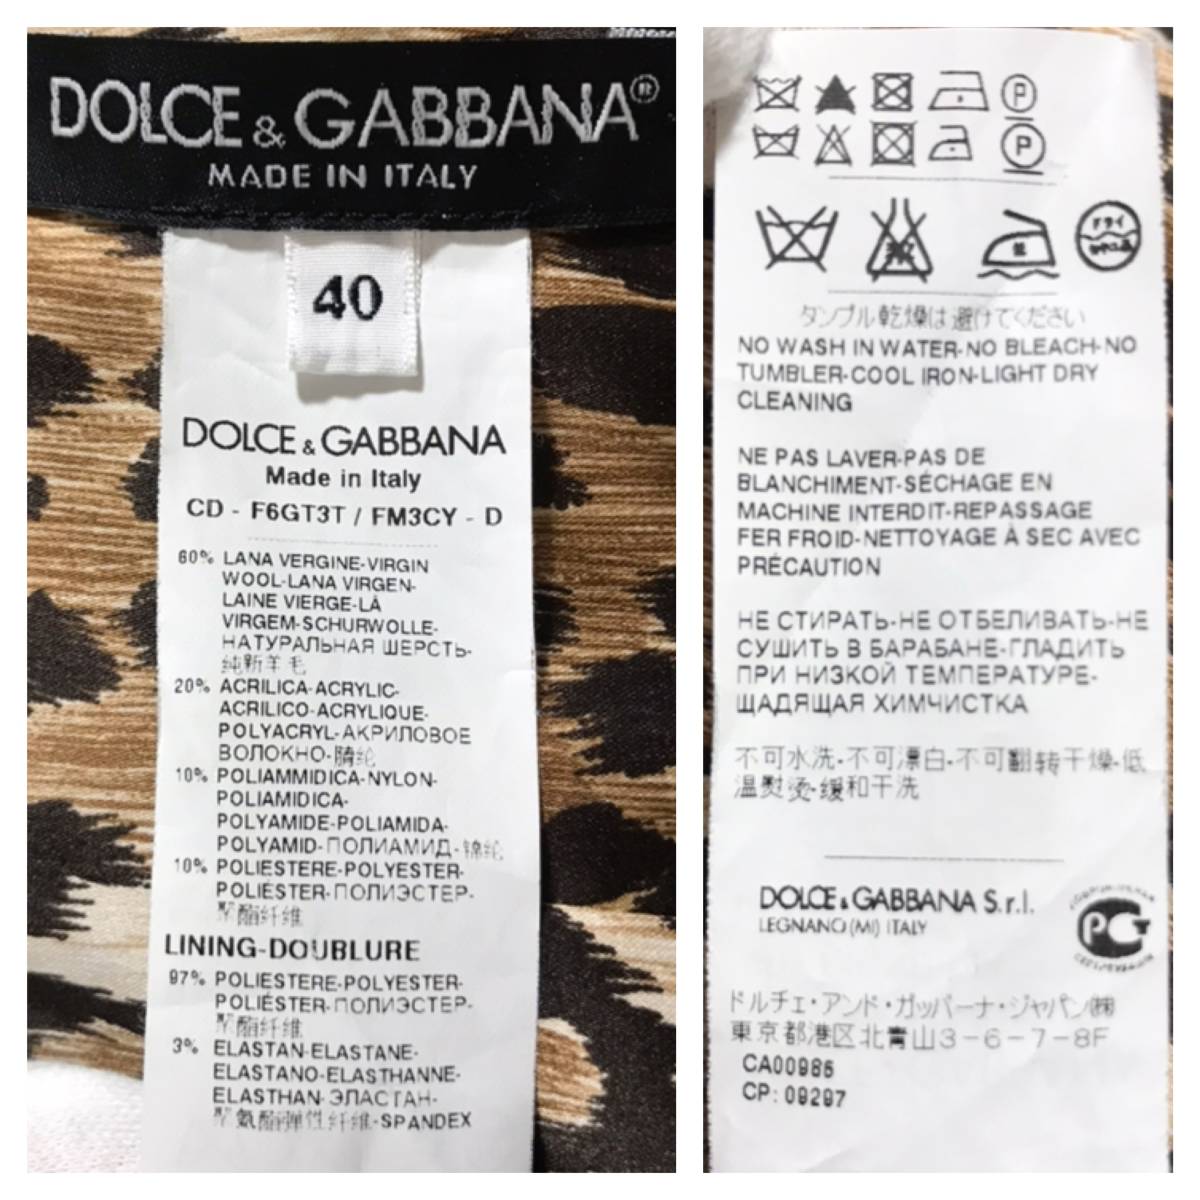 DOLCE & GABBANA®
MADE IN ITALY
40
DOLCE & GABBANA
Made in Italy
CD - F6GT3T / FM3CY - D
60% LANA VERGINE-VIRGIN
WOOL-LANA VIRGEN-
LAINE VIERGE-LÀ
VIRGEM-SCHURWOLLE-
НАТУРАЛЬНАЯ ШЕРСТЬ-
纯新羊毛
20% ACRILICA-ACRYLIC-
ACRILICO-ACRYLIQUE-
POLYACRYL-АКРИЛОВОЕ
ВОЛОКНО-腈纶
10% POLIAMMIDICA-NYLON-
POLIAMIDICA-
POLYAMIDE-POLIAMIDA-
POLYAMID-ПОЛИАМИД-锦纶
10% POLIESTERE-POLYESTER-
POLIÉSTER-ПОЛИЭСТЕР-
聚酯纤维
LINING-DOUBLURE
97% POLIESTERE-POLYESTER-
POLIÉSTER-ПОЛИЭСТЕР-
聚酯纤维
3% ELASTAN-ELASTANE-
ELASTANO-ELASTHANNE-
ELASTHAN-ЭЛАСТАН-
聚氨酯弹性纤维-SPANDEX
P
P
ドライ
タンブル乾燥は避けてください
NO WASH IN WATER-NO BLEACH-NO
TUMBLER-COOL IRON-LIGHT DRY
CLEANING
NE PAS LAVER-PAS DE
BLANCHIMENT-SÉCHAGE EN
MACHINE INTERDIT-REPASSAGE
FER FROID-NETTOYAGE À SEC AVEC
PRÉCAUTION
НЕ СТИРАТЬ-НЕ ОТБЕЛИВАТЬ-НЕ
СУШИТЬ В БАРАБАНЕ-ГЛАДИТЬ
ПРИ НИЗКОЙ ТЕМПЕРАТУРЕ-
ЩАДЯЩАЯ ХИМЧИСТКА
不可水洗-不可漂白-不可翻转干燥-低
温熨烫-缓和干洗
DOLCE & GABBANA S.r.l.
LEGNANO (MI) ITALY
ドルチェ・アンド・ガッバーナ・ジャパン㈱
東京都港区北青山3-6-7-8F
CA00986
CP: 09297